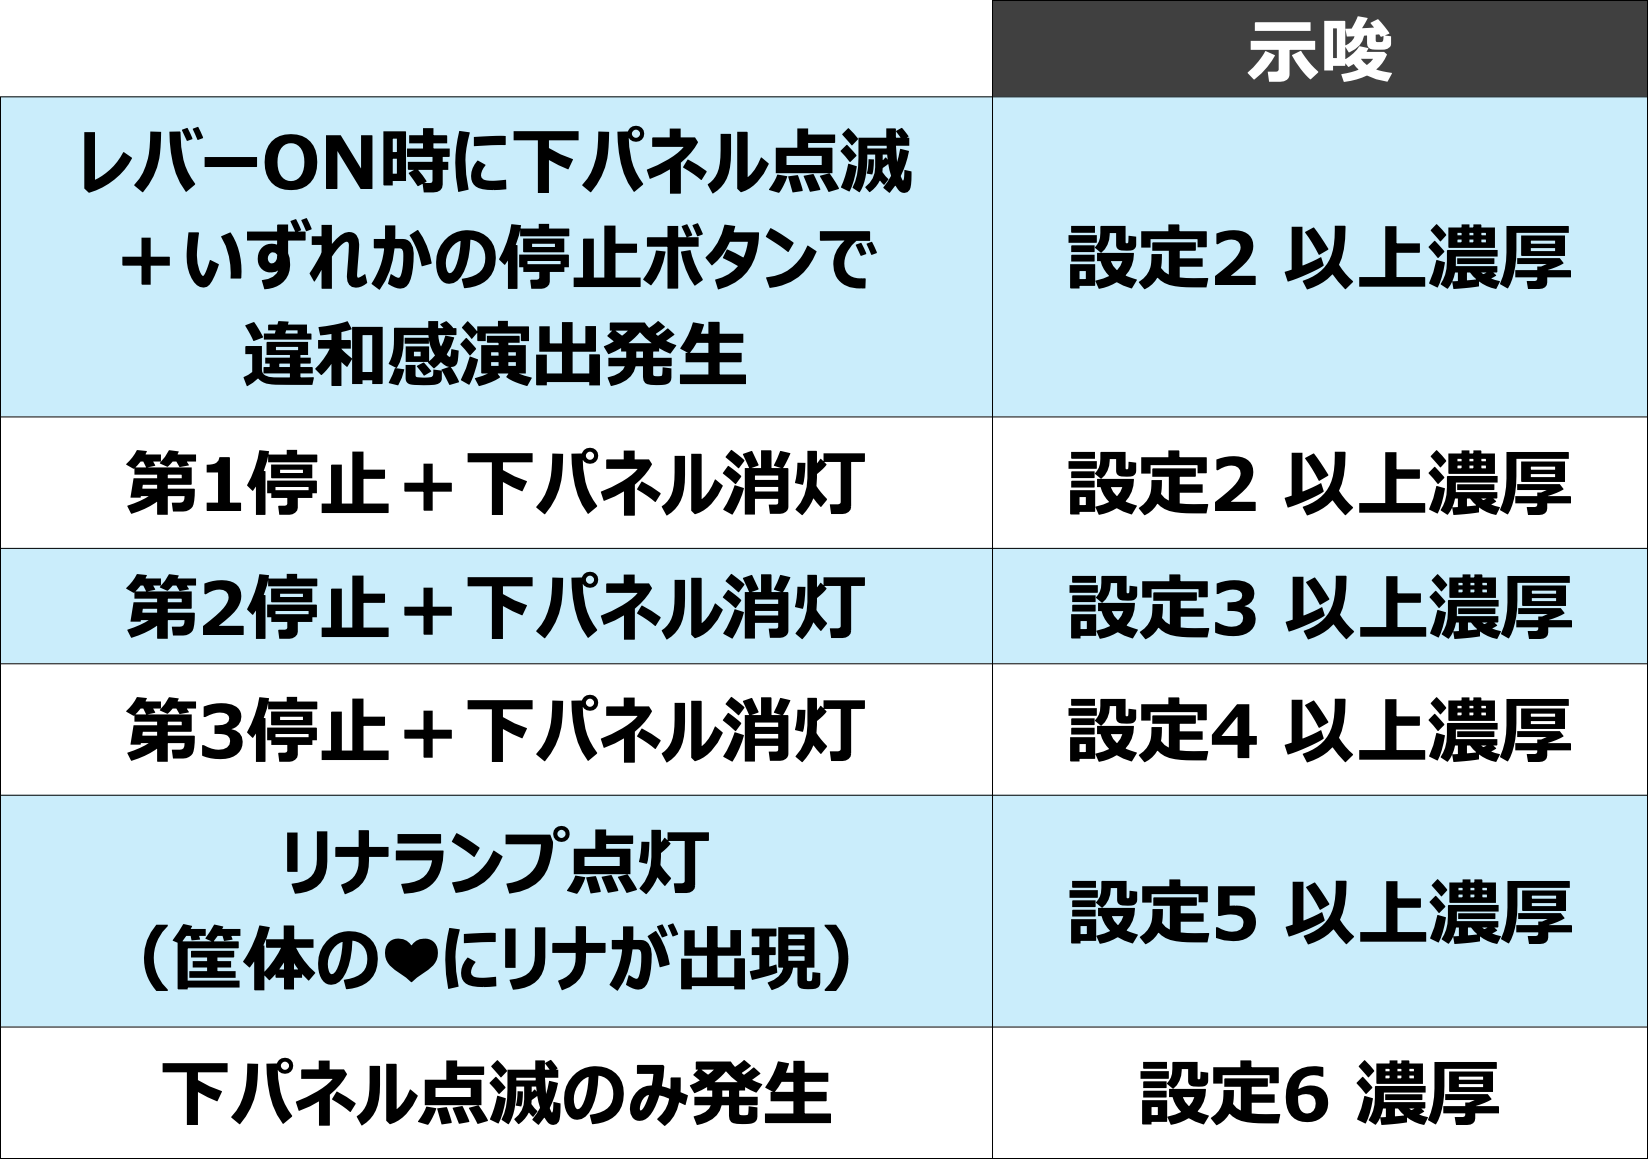 示唆
レバーON時に下パネル点滅
＋いずれかの停止ボタンで
違和感演出発生
設定2 以上濃厚
第1停止＋下パネル消灯
設定2 以上濃厚
第2停止＋下パネル消灯
設定3 以上濃厚
第3停止＋下パネル消灯
設定4 以上濃厚
リナランプ点灯
（筐体の♥にリナが出現）
設定5 以上濃厚
下パネル点滅のみ発生
設定6 濃厚